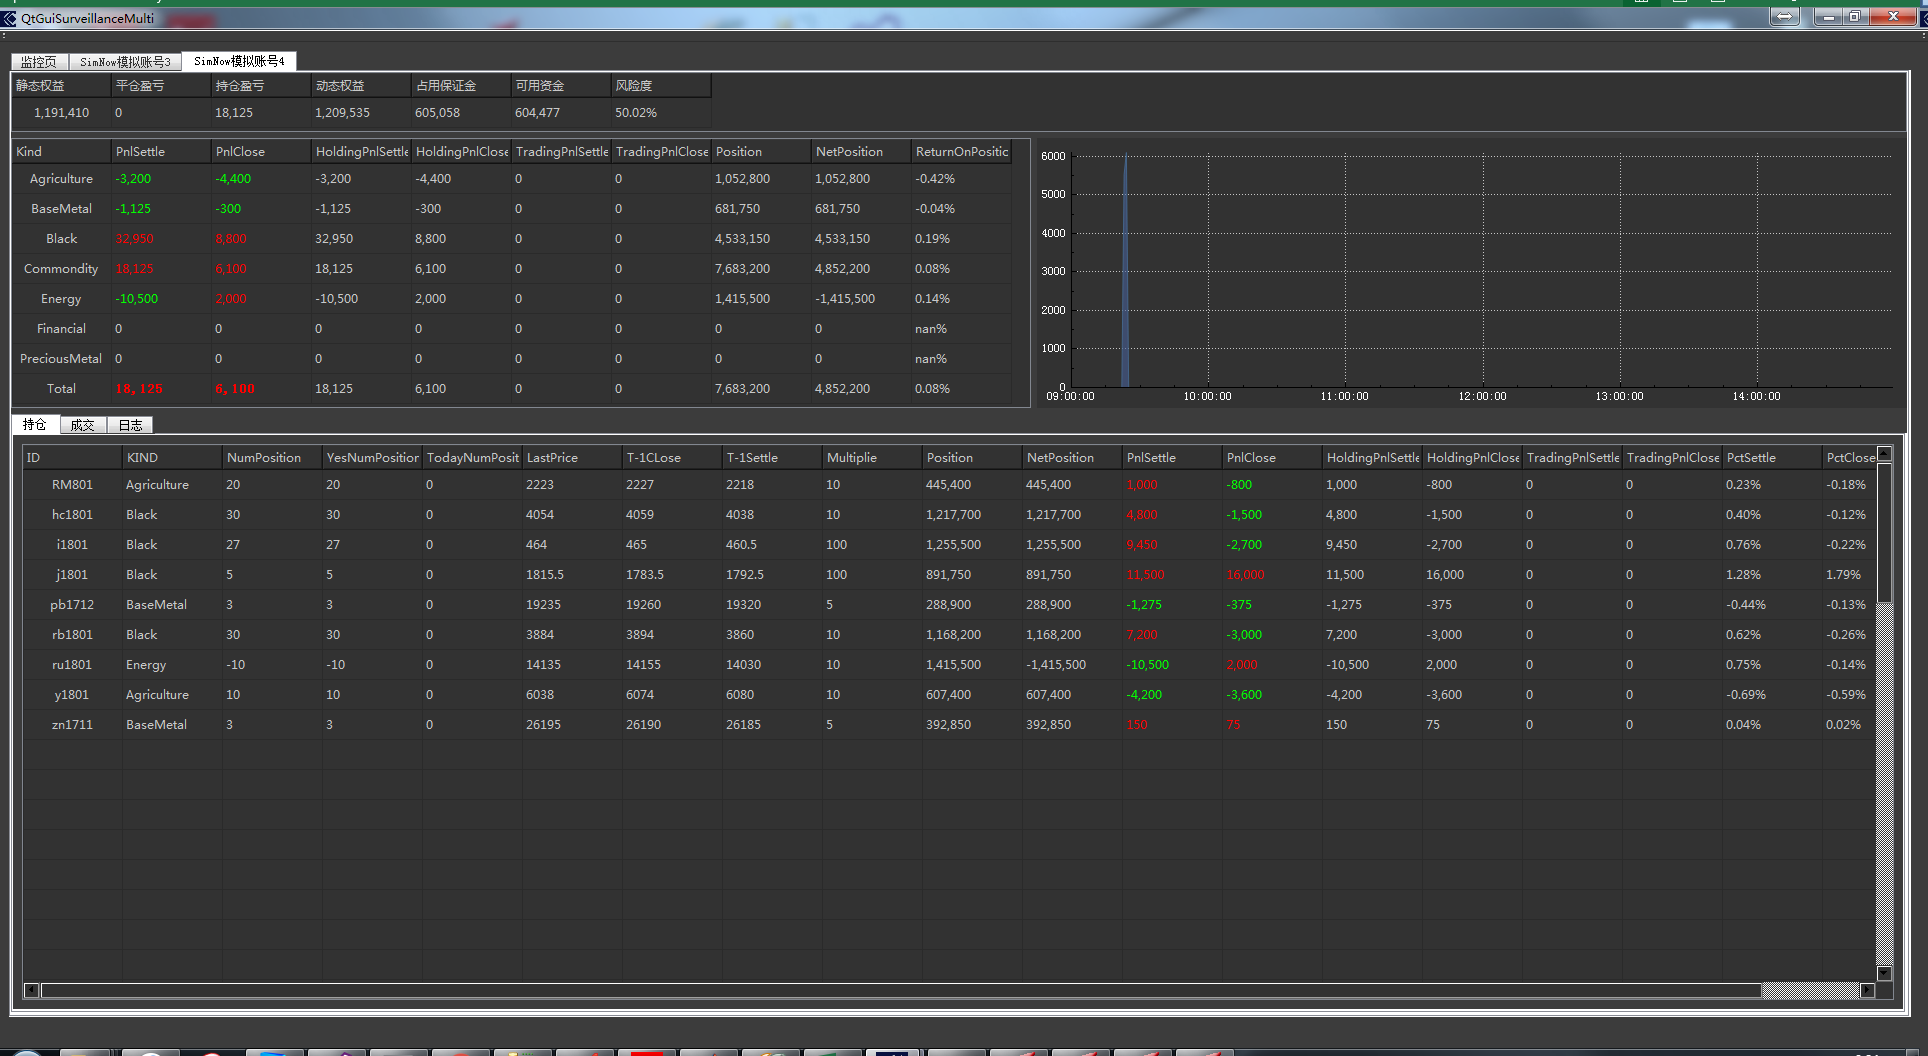 QtGuiSurveillanceMulti
监控页 SimNow模拟账号3 SimNow模拟账号4
静态权益 平仓盈亏 持仓盈亏 动态权益 占用保证金 可用资金 风险度
1,191,410 0 18,125 1,209,535 605,058 604,477 50.02%
Kind PnlSettle PnlClose HoldingPnlSettle HoldingPnlClose TradingPnlSettle TradingPnlClose Position NetPosition ReturnOnPositic
Agriculture -3,200 -4,400 -3,200 -4,400 0 0 1,052,800 1,052,800 -0.42%
BaseMetal -1,125 -300 -1,125 -300 0 0 681,750 681,750 -0.04%
Black 32,950 8,800 32,950 8,800 0 0 4,533,150 4,533,150 0.19%
Commondity 18,125 6,100 18,125 6,100 0 0 7,683,200 4,852,200 0.08%
Energy -10,500 2,000 -10,500 2,000 0 0 1,415,500 -1,415,500 0.14%
Financial 0 0 0 0 0 0 0 0 nan%
PreciousMetal 0 0 0 0 0 0 0 0 nan%
Total 18,125 6,100 18,125 6,100 0 0 7,683,200 4,852,200 0.08%
6000
5000
4000
3000
2000
1000
0
09:00:00 10:00:00 11:00:00 12:00:00 13:00:00 14:00:00
持仓 成交 日志
ID KIND NumPosition YesNumPosition TodayNumPosit LastPrice T-1CLose T-1Settle Multiplie Position NetPosition PnlSettle PnlClose HoldingPnlSettle HoldingPnlClose TradingPnlSettle TradingPnlClose PctSettle PctClose
RM801 Agriculture 20 20 0 2223 2227 2218 10 445,400 445,400 1,000 -800 1,000 -800 0 0 0.23% -0.18%
hc1801 Black 30 30 0 4054 4059 4038 10 1,217,700 1,217,700 4,800 -1,500 4,800 -1,500 0 0 0.40% -0.12%
i1801 Black 27 27 0 464 465 460.5 100 1,255,500 1,255,500 9,450 -2,700 9,450 -2,700 0 0 0.76% -0.22%
j1801 Black 5 5 0 1815.5 1783.5 1792.5 100 891,750 891,750 11,500 16,000 11,500 16,000 0 0 1.28% 1.79%
pb1712 BaseMetal 3 3 0 19235 19260 19320 5 288,900 288,900 -1,275 -375 -1,275 -375 0 0 -0.44% -0.13%
rb1801 Black 30 30 0 3884 3894 3860 10 1,168,200 1,168,200 7,200 -3,000 7,200 -3,000 0 0 0.62% -0.26%
ru1801 Energy -10 -10 0 14135 14155 14030 10 1,415,500 -1,415,500 -10,500 2,000 -10,500 2,000 0 0 0.75% -0.14%
y1801 Agriculture 10 10 0 6038 6074 6080 10 607,400 607,400 -4,200 -3,600 -4,200 -3,600 0 0 -0.69% -0.59%
zn1711 BaseMetal 3 3 0 26195 26190 26185 5 392,850 392,850 150 75 150 75 0 0 0.04% 0.02%